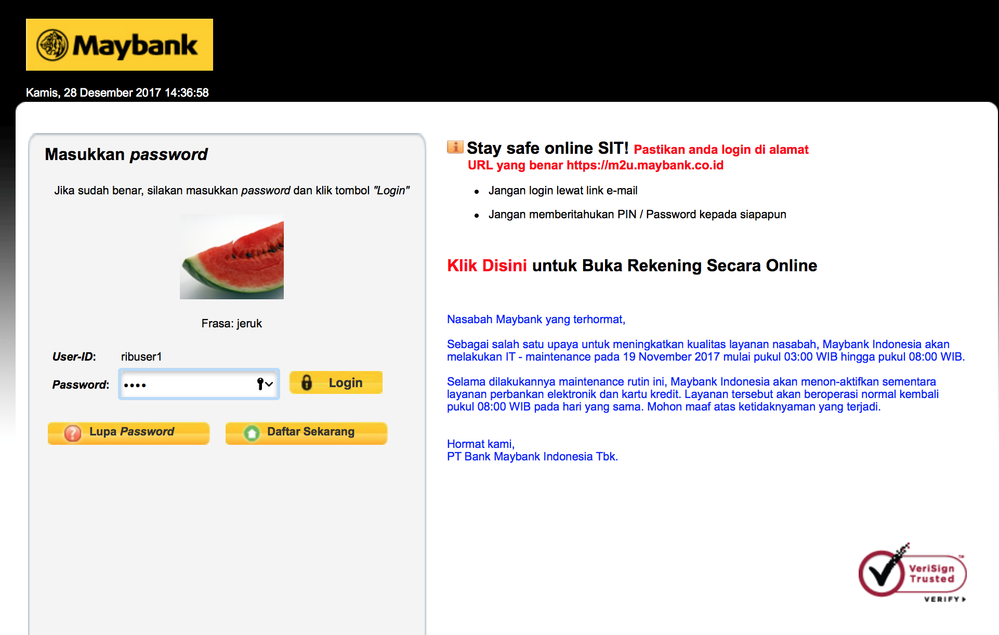 Maybank
Kamis, 28 Desember 2017 14:36:58
Masukkan password
Jika sudah benar, silakan masukkan password dan klik tombol "Login"
Frasa: jeruk
User-ID: ribuser1
Password: ••••
Login
Lupa Password
Daftar Sekarang
Stay safe online SIT! Pastikan anda login di alamat
URL yang benar https://m2u.maybank.co.id
• Jangan login lewat link e-mail
• Jangan memberitahukan PIN / Password kepada siapapun
Klik Disini untuk Buka Rekening Secara Online
Nasabah Maybank yang terhormat,
Sebagai salah satu upaya untuk meningkatkan kualitas layanan nasabah, Maybank Indonesia akan
melakukan IT - maintenance pada 19 November 2017 mulai pukul 03:00 WIB hingga pukul 08:00 WIB.
Selama dilakukannya maintenance rutin ini, Maybank Indonesia akan menon-aktifkan sementara
layanan perbankan elektronik dan kartu kredit. Layanan tersebut akan beroperasi normal kembali
pukul 08:00 WIB pada hari yang sama. Mohon maaf atas ketidaknyaman yang terjadi.
Hormat kami,
PT Bank Maybank Indonesia Tbk.
VeriSign
Trusted
VERIFY